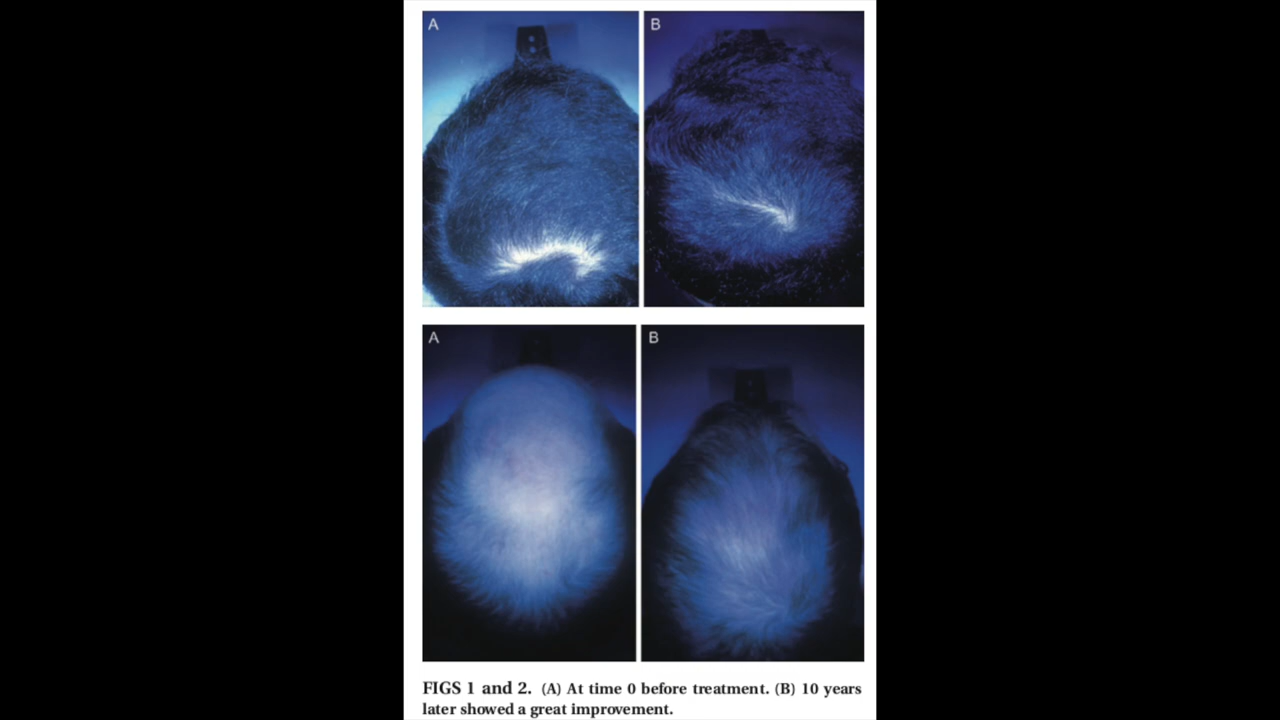 A
B
A
B
FIGS 1 and 2. (A) At time 0 before treatment. (B) 10 years
later showed a great improvement.